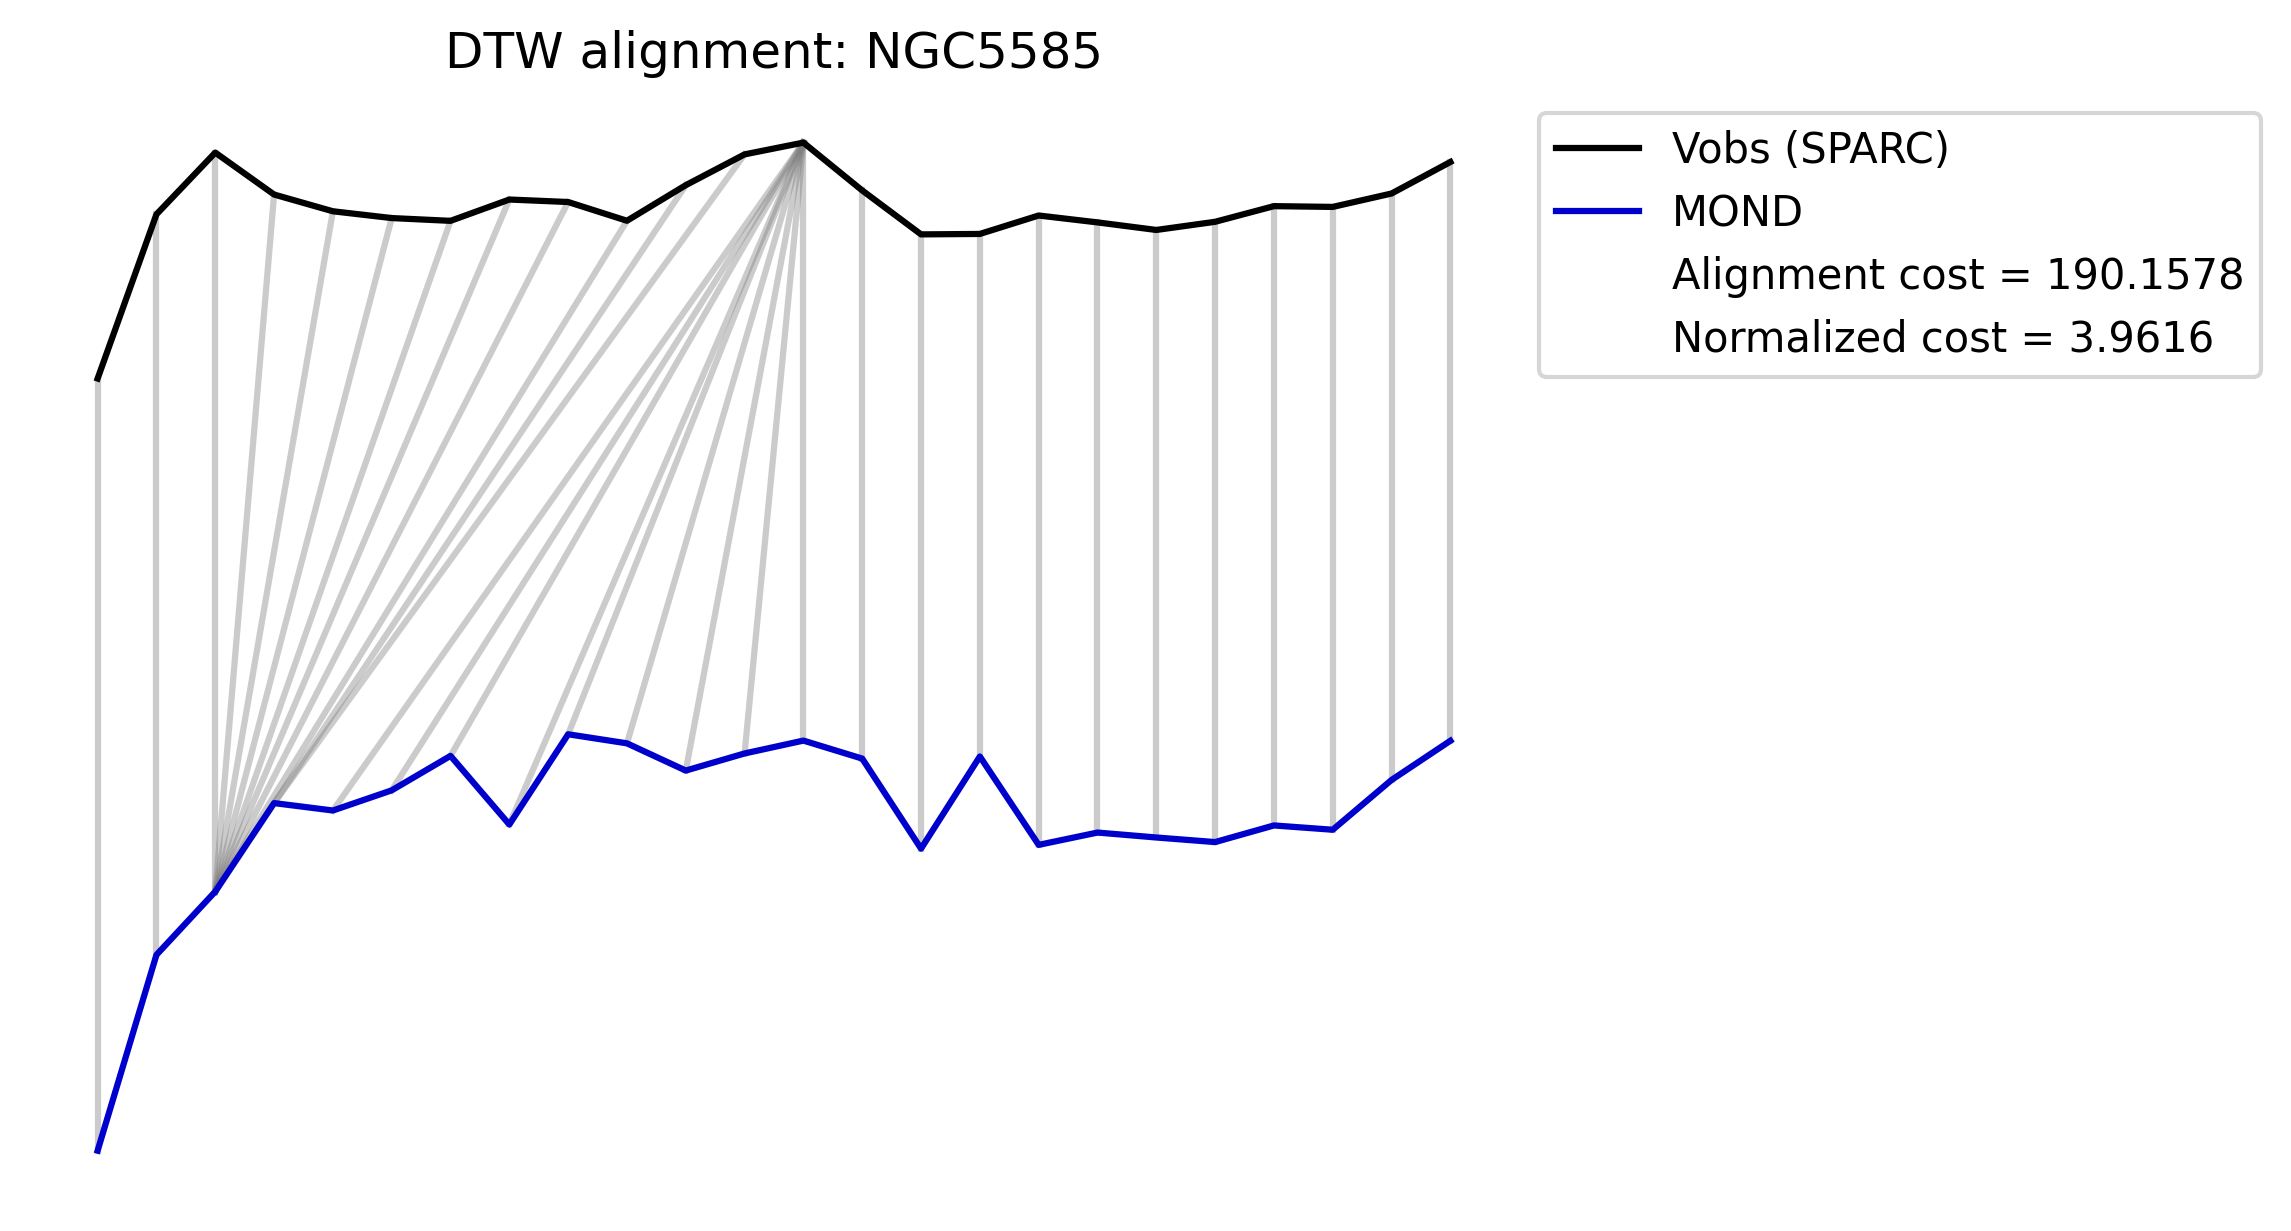 DTW alignment: NGC5585
Vobs (SPARC)
MOND
Alignment cost = 190.1578
Normalized cost = 3.9616